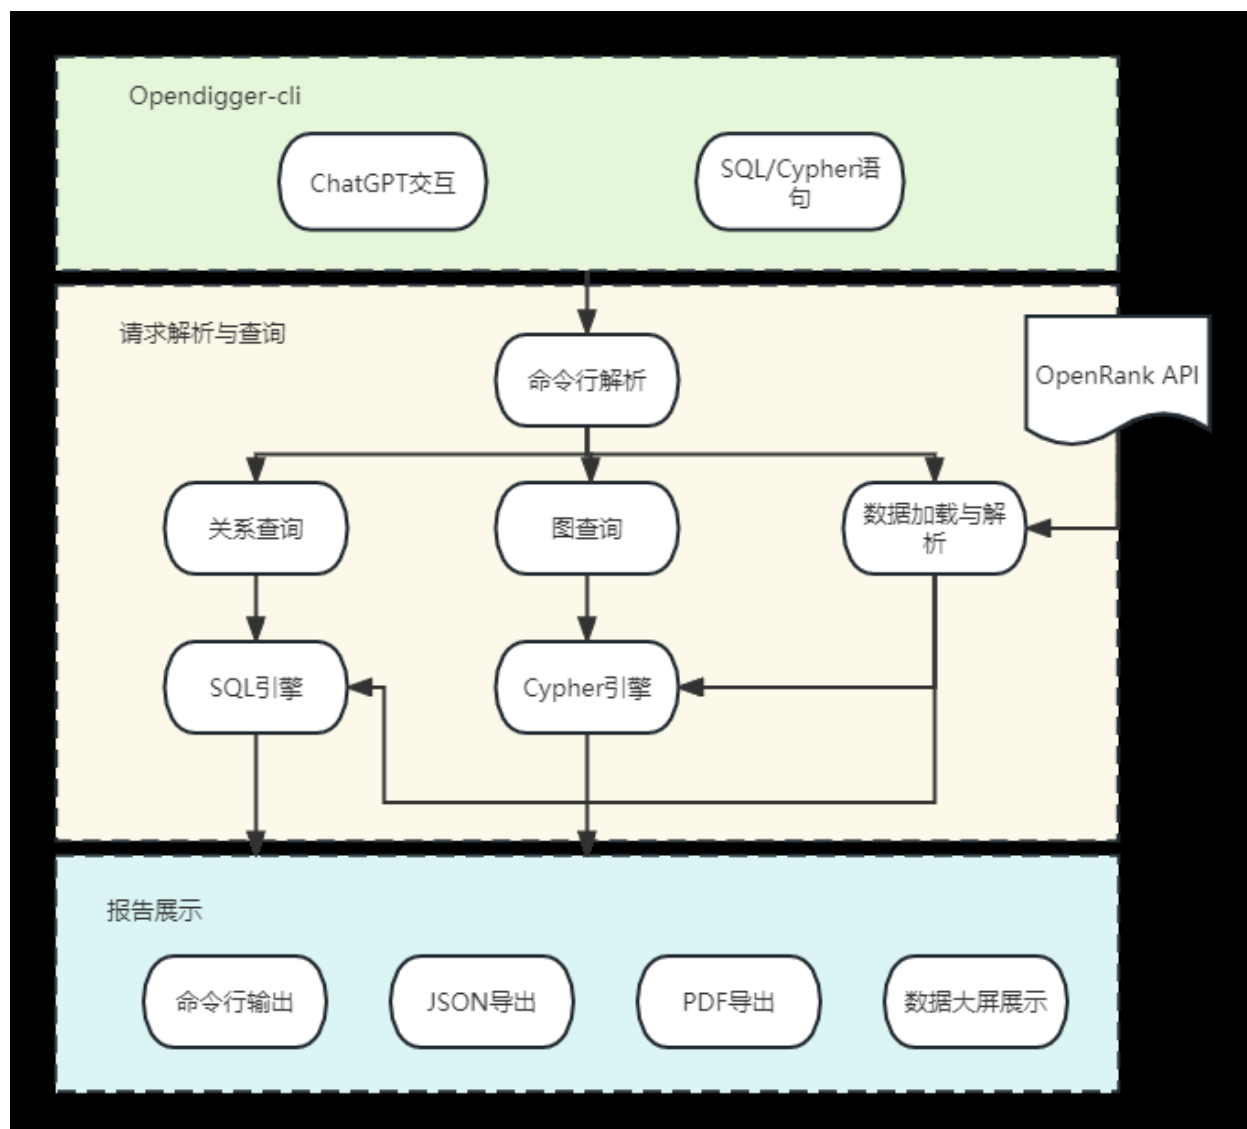 Opendigger-cli
ChatGPT交互
SQL/Cypher语
句
请求解析与查询
命令行解析
OpenRank API
关系查询
图查询
数据加载与解
析
SQL引擎
Cypher引擎
报告展示
命令行输出
JSON导出
PDF导出
数据大屏展示